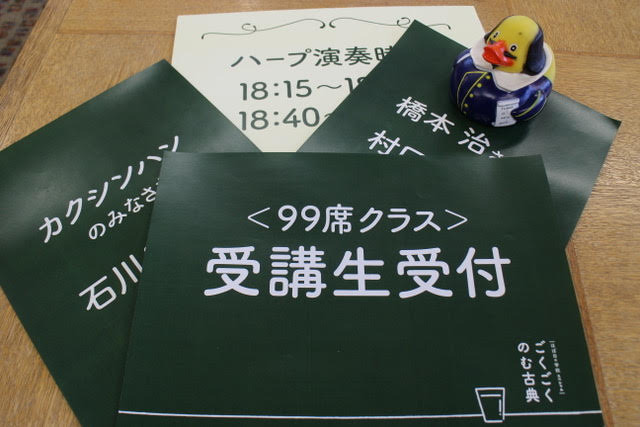 ハープ演奏時
18:15〜18
18:40〜
橋本 治
村
カクシンハン
のみなさ
石川
＜99席クラス＞
受講生受付
ごくごく
のむ古典